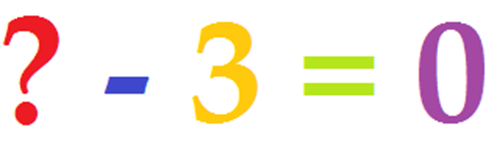 ? - 3 = 0